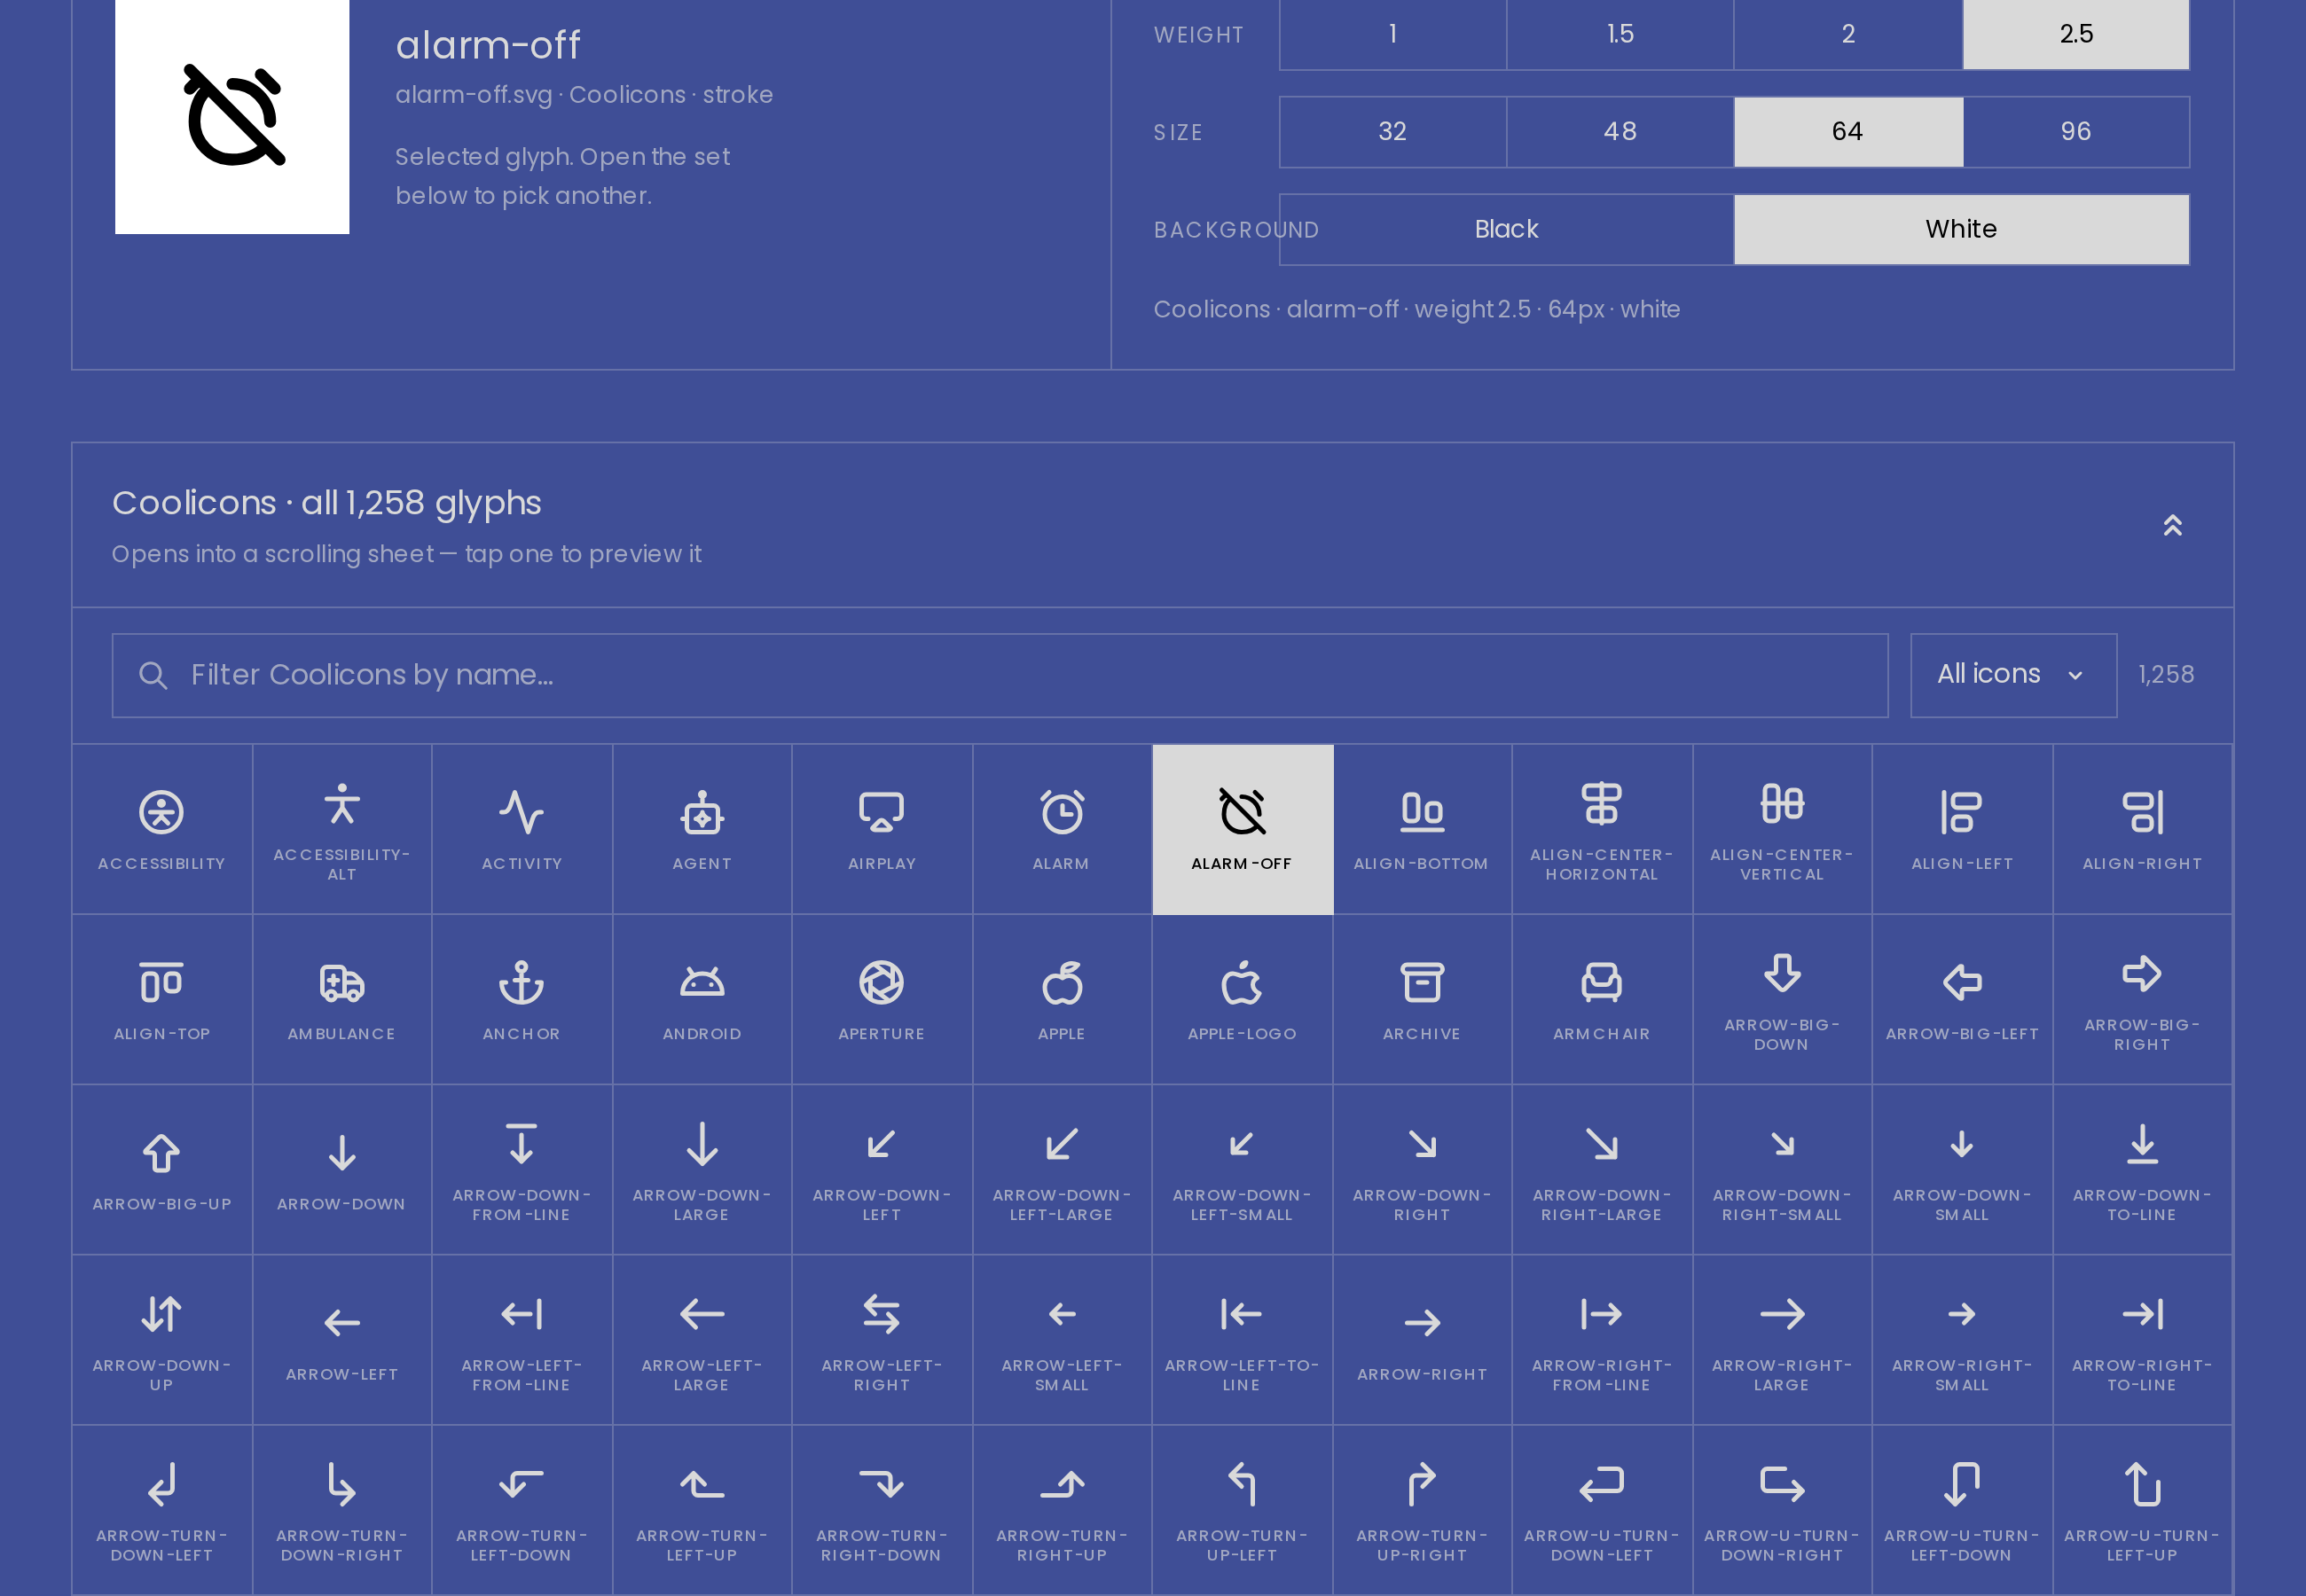 alarm-off
alarm-off.svg · Coolicons · stroke
Selected glyph. Open the set
below to pick another.
WEIGHT 1 1.5 2 2.5
SIZE 32 48 64 96
BACKGROUND Black White
Coolicons · alarm-off · weight 2.5 · 64px · white
Coolicons · all 1,258 glyphs
Opens into a scrolling sheet — tap one to preview it
Filter Coolicons by name...
All icons
1,258
ACCESSIBILITY
ACCESSIBILITY-
ALT
ACTIVITY
AGENT
AIRPLAY
ALARM
ALARM-OFF
ALIGN-BOTTOM
ALIGN-CENTER-
HORIZONTAL
ALIGN-CENTER-
VERTICAL
ALIGN-LEFT
ALIGN-RIGHT
ALIGN-TOP
AMBULANCE
ANCHOR
ANDROID
APERTURE
APPLE
APPLE-LOGO
ARCHIVE
ARMCHAIR
ARROW-BIG-
DOWN
ARROW-BIG-LEFT
ARROW-BIG-
RIGHT
ARROW-BIG-UP
ARROW-DOWN
ARROW-DOWN-
FROM-LINE
ARROW-DOWN-
LARGE
ARROW-DOWN-
LEFT
ARROW-DOWN-
LEFT-LARGE
ARROW-DOWN-
LEFT-SMALL
ARROW-DOWN-
RIGHT
ARROW-DOWN-
RIGHT-LARGE
ARROW-DOWN-
RIGHT-SMALL
ARROW-DOWN-
SMALL
ARROW-DOWN-
TO-LINE
ARROW-DOWN-
UP
ARROW-LEFT
ARROW-LEFT-
FROM-LINE
ARROW-LEFT-
LARGE
ARROW-LEFT-
RIGHT
ARROW-LEFT-
SMALL
ARROW-LEFT-TO-
LINE
ARROW-RIGHT
ARROW-RIGHT-
FROM-LINE
ARROW-RIGHT-
LARGE
ARROW-RIGHT-
SMALL
ARROW-RIGHT-
TO-LINE
ARROW-TURN-
DOWN-LEFT
ARROW-TURN-
DOWN-RIGHT
ARROW-TURN-
LEFT-DOWN
ARROW-TURN-
LEFT-UP
ARROW-TURN-
RIGHT-DOWN
ARROW-TURN-
RIGHT-UP
ARROW-TURN-
UP-LEFT
ARROW-TURN-
UP-RIGHT
ARROW-U-TURN-
DOWN-LEFT
ARROW-U-TURN-
DOWN-RIGHT
ARROW-U-TURN-
LEFT-DOWN
ARROW-U-TURN-
LEFT-UP